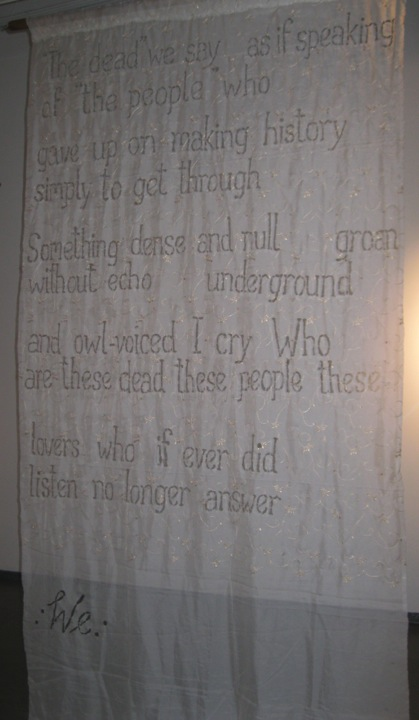 The dead" we say as if speaking
of "the people" who
gave up on making history
simply to get through
Something dense and null groan
without echo underground
and owl-voiced I cry Who
are these dead these people these
lovers who if ever did
listen no longer answer
: We :